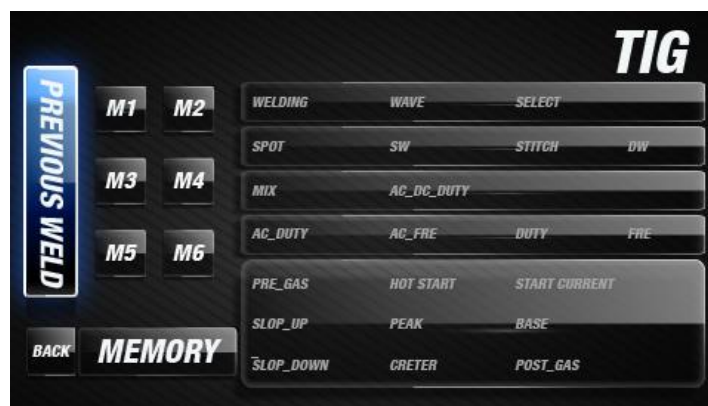 TIG
PREVIOUS WELD
M1 M2
M3 M4
M5 M6
BACK MEMORY
WELDING WAVE SELECT
SPOT SW STITCH DW
MIX AC_DC_DUTY
AC_DUTY AC_FRE DUTY FRE
PRE_GAS HOT START START CURRENT
SLOP_UP PEAK BASE
SLOP_DOWN CRETER POST_GAS